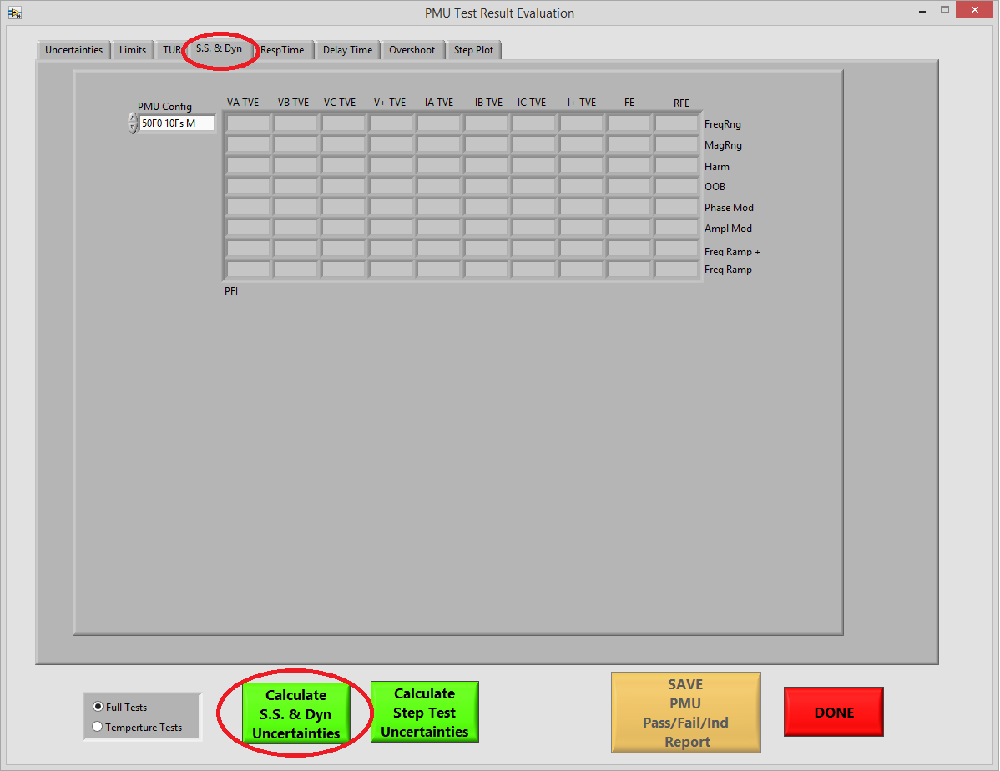 PMU Test Result Evaluation
Uncertainties Limits TUR S.S. & Dyn RespTime Delay Time Overshoot Step Plot
PMU Config
50F0 10Fs M
VA TVE VB TVE VC TVE V+ TVE IA TVE IB TVE IC TVE I+ TVE FE RFE
FreqRng
MagRng
Harm
OOB
Phase Mod
Ampl Mod
Freq Ramp +
Freq Ramp -
PFI
Full Tests
Temperture Tests
Calculate
S.S. & Dyn
Uncertainties
Calculate
Step Test
Uncertainties
SAVE
PMU
Pass/Fail/Ind
Report
DONE